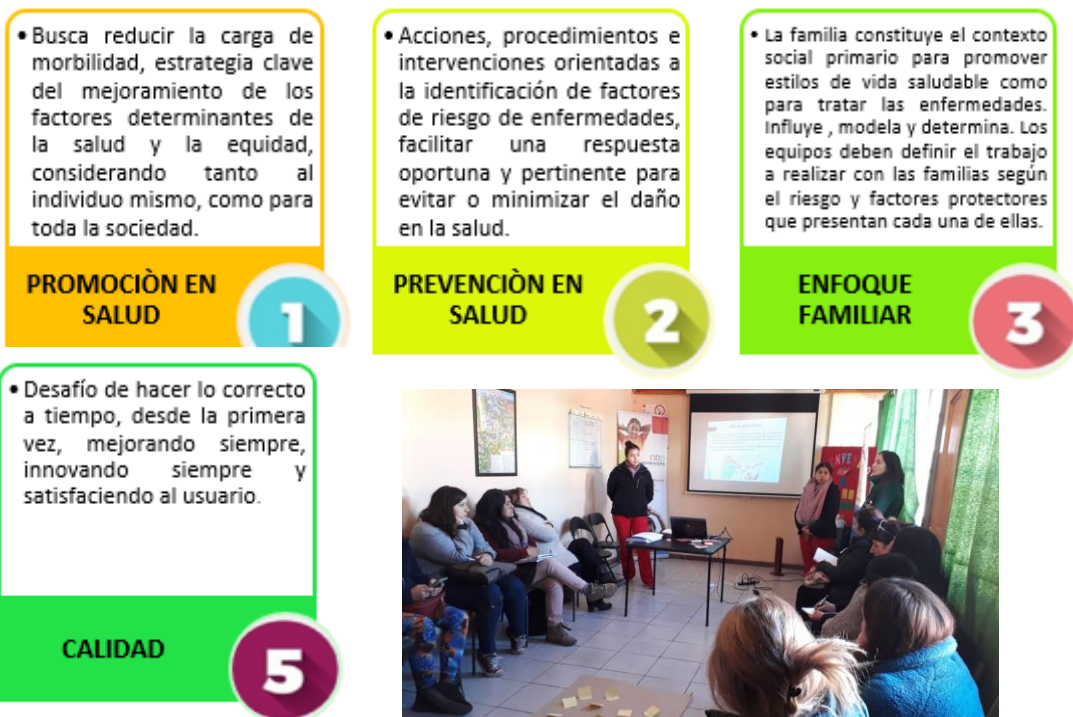 • Busca reducir la carga de
morbilidad, estrategia clave
del mejoramiento de los
factores determinantes de
la salud y la equidad,
considerando tanto al
individuo mismo, como para
toda la sociedad.
PROMOCIÒN EN
SALUD
1
• Acciones, procedimientos e
intervenciones orientadas a
la identificación de factores
de riesgo de enfermedades,
facilitar una respuesta
oportuna y pertinente para
evitar o minimizar el daño
en la salud.
PREVENCIÒN EN
SALUD
2
• La familia constituye el contexto
social primario para promover
estilos de vida saludable como
para tratar las enfermedades.
Influye , modela y determina. Los
equipos deben definir el trabajo
a realizar con las familias según
el riesgo y factores protectores
que presentan cada una de ellas.
ENFOQUE
FAMILIAR
3
• Desafío de hacer lo correcto
a tiempo, desde la primera
vez, mejorando siempre,
innovando siempre y
satisfaciendo al usuario.
CALIDAD
5